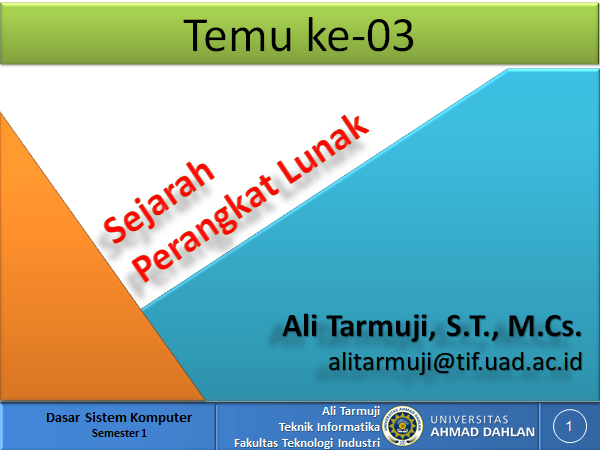 Temu ke-03
Sejarah
Perangkat Lunak
Ali Tarmuji, S.T., M.Cs.
alitarmuji@tif.uad.ac.id
Dasar Sistem Komputer
Semester 1
Ali Tarmuji
Teknik Informatika
Fakultas Teknologi Industri
UNIVERSITAS
AHMAD DAHLAN
1